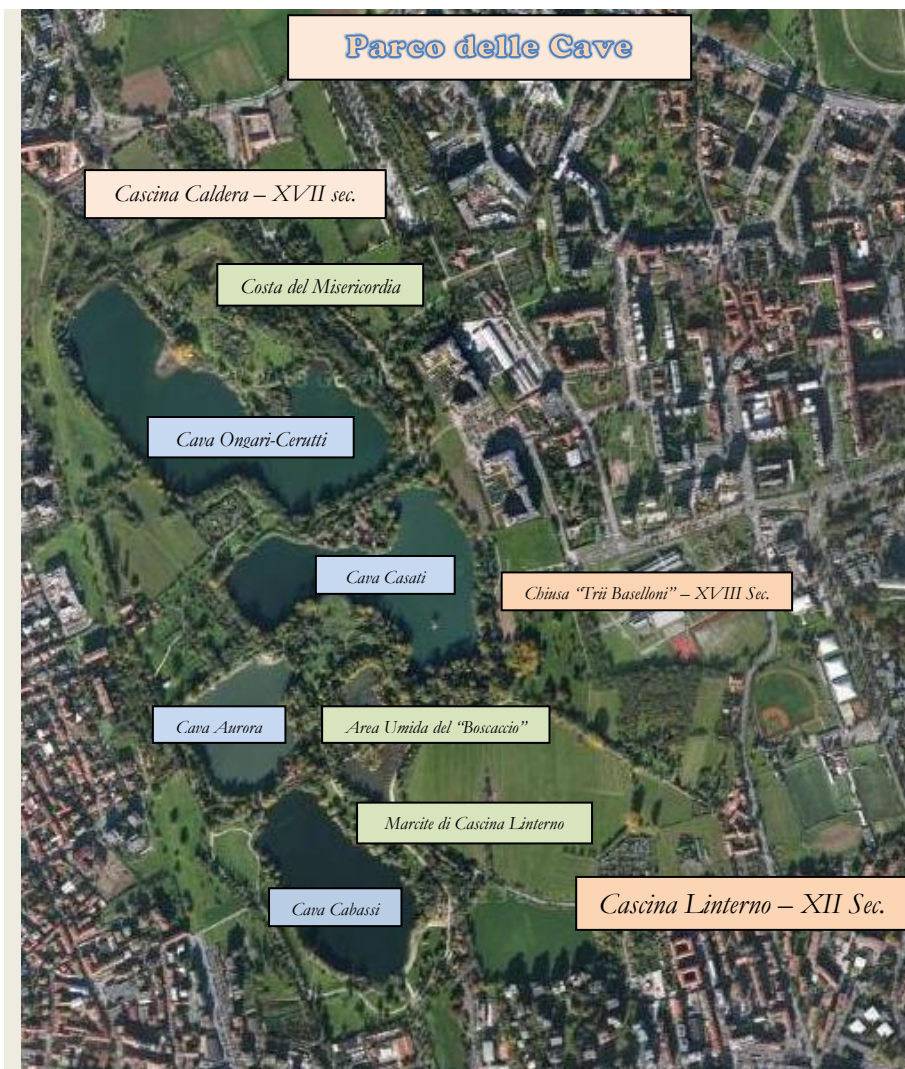 Parco delle Cave
Cascina Caldera – XVII sec.
Costa del Misericordia
Cava Ongari-Cerutti
Cava Casati
Chiusa “Trii Baselloni” – XVIII Sec.
Cava Aurora
Area Umida del “Boscaccio”
Marcite di Cascina Linterno
Cava Cabassi
Cascina Linterno – XII Sec.